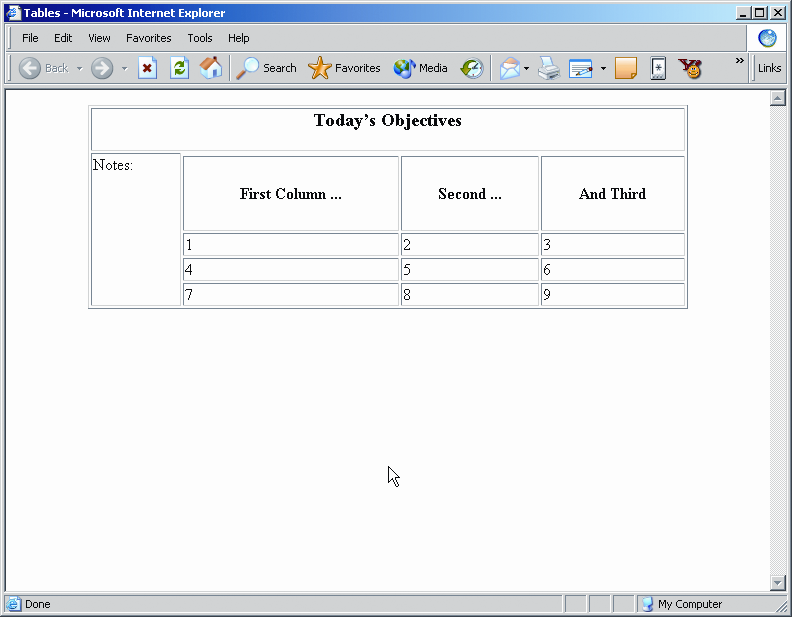 Tables - Microsoft Internet Explorer
File Edit View Favorites Tools Help
Back Search Favorites Media » Links
Today’s Objectives
Notes: First Column ... Second ... And Third
1 2 3
4 5 6
7 8 9
Done My Computer